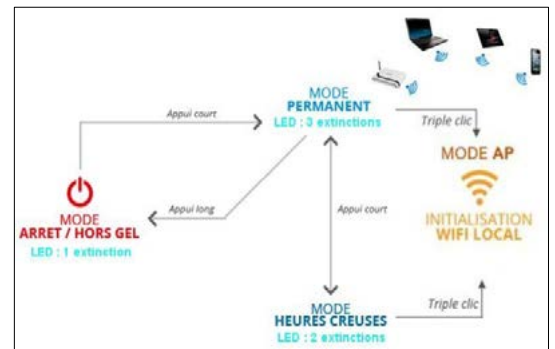 MODE
PERMANENT
LED : 3 extinctions
Appui court
Triple clic
MODE AP
INITIALISATION
WIFI LOCAL
MODE
ARRET / HORS GEL
LED : 1 extinction
Appui long
Appui court
MODE
HEURES CREUSES
LED : 2 extinctions
Triple clic